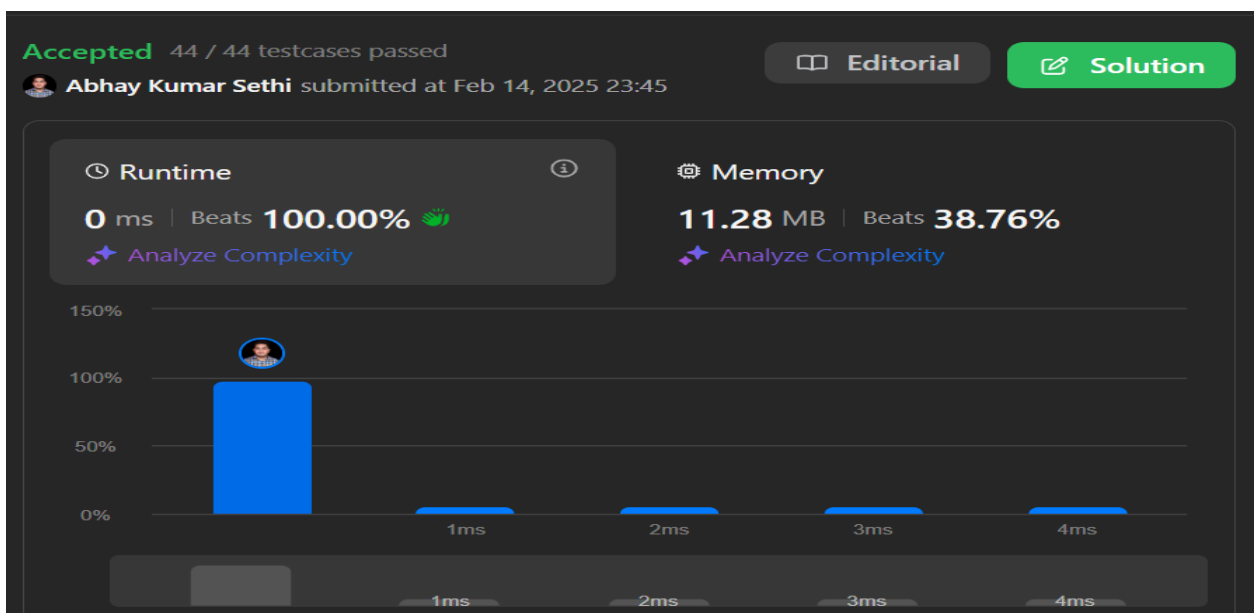 Accepted 44 / 44 testcases passed
Editorial
Solution
Abhay Kumar Sethi submitted at Feb 14, 2025 23:45
Runtime
0 ms Beats 100.00%
Analyze Complexity
Memory
11.28 MB Beats 38.76%
Analyze Complexity
150%
100%
50%
0%
1ms 2ms 3ms 4ms
1ms 2ms 3ms 4ms